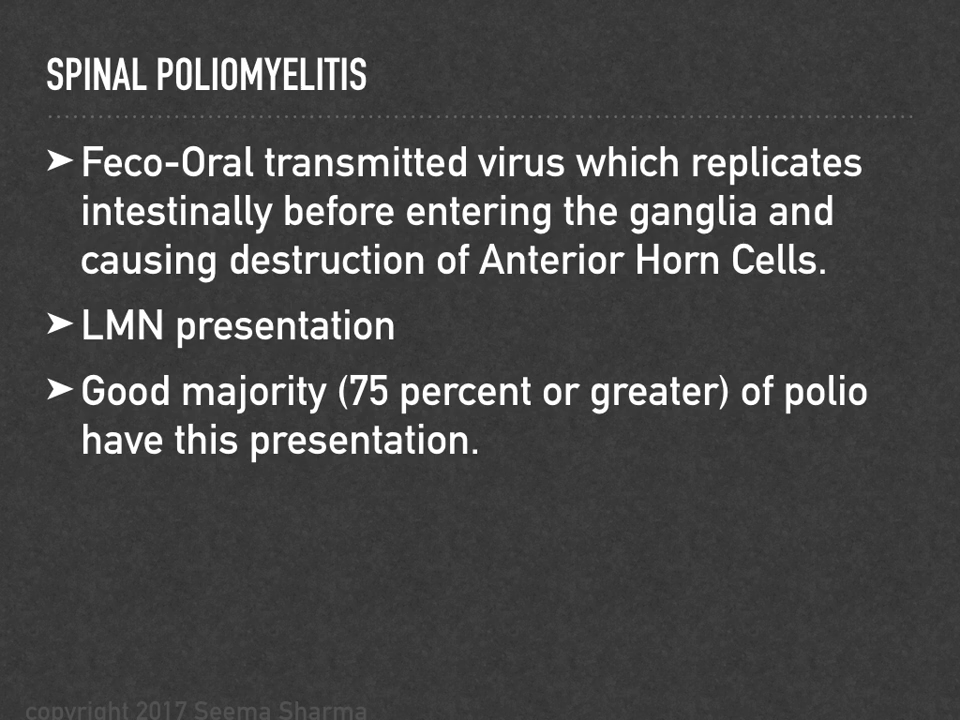 SPINAL POLIOMYELITIS
➤ Feco-Oral transmitted virus which replicates
intestinally before entering the ganglia and
causing destruction of Anterior Horn Cells.
➤ LMN presentation
➤ Good majority (75 percent or greater) of polio
have this presentation.
copyright 2017 Seema Sharma